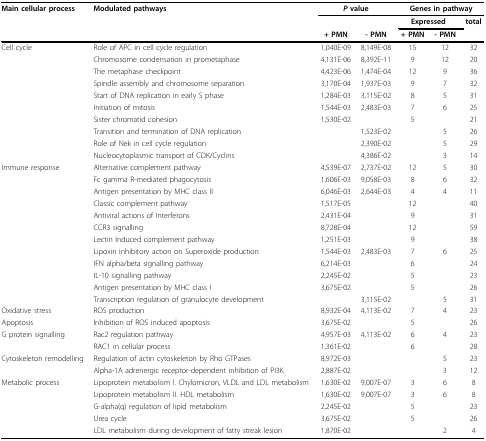 Main cellular process Modulated pathways P value Genes in pathway
Expressed total
+ PMN - PMN + PMN - PMN
Cell cycle Role of APC in cell cycle regulation 1,040E-09 8,149E-08 15 12 32
Chromosome condensation in prometaphase 4,131E-06 8,392E-11 9 12 20
The metaphase checkpoint 4,423E-06 1,474E-04 12 9 36
Spindle assembly and chromosome separation 3,170E-04 1,937E-03 9 7 32
Start of DNA replication in early S phase 1,284E-03 3,115E-02 8 5 31
Initiation of mitosis 1,544E-03 2,483E-03 7 6 25
Sister chromatid cohesion 1,530E-02 5 21
Transition and termination of DNA replication 1,523E-02 5 26
Role of Nek in cell cycle regulation 2,390E-02 5 29
Nucleocytoplasmic transport of CDK/Cyclins 4,386E-02 3 14
Immune response Alternative complement pathway 4,539E-07 2,737E-02 12 5 30
Fc gamma R-mediated phagocytosis 1,606E-03 9,058E-03 8 6 32
Antigen presentation by MHC class II 6,046E-03 2,644E-03 4 4 11
Classic complement pathway 1,517E-05 12 40
Antiviral actions of Interferons 2,431E-04 9 31
CCR3 signalling 8,728E-04 12 59
Lectin Induced complement pathway 1,251E-03 9 38
Lipoxin inhibitory action on Superoxide production 1,544E-03 2,483E-03 7 6 25
IFN alpha/beta signalling pathway 6,214E-03 6 24
IL-10 signalling pathway 2,245E-02 5 23
Antigen presentation by MHC class I 3,675E-02 5 26
Transcription regulation of granulocyte development 3,115E-02 5 31
Oxidative stress ROS production 8,932E-04 4,113E-02 7 4 23
Apoptosis Inhibition of ROS induced apoptosis 3,675E-02 5 26
G protein signalling Rac2 regulation pathway 4,957E-03 4,113E-02 6 4 23
RAC1 in cellular process 1,361E-02 6 28
Cytoskeleton remodelling Regulation of actin cytoskeleton by Rho GTPases 8,972E-03 5 23
Alpha-1A adrenergic receptor-dependent inhibition of PI3K 2,887E-02 3 12
Metabolic process Lipoprotein metabolism I. Chylomicron, VLDL and LDL metabolism 1,630E-02 9,007E-07 3 6 8
Lipoprotein metabolism II. HDL metabolism 1,630E-02 9,007E-07 3 6 8
G-alpha(q) regulation of lipid metabolism 2,245E-02 5 23
Urea cycle 3,675E-02 5 26
LDL metabolism during development of fatty streak lesion 1,870E-02 2 4